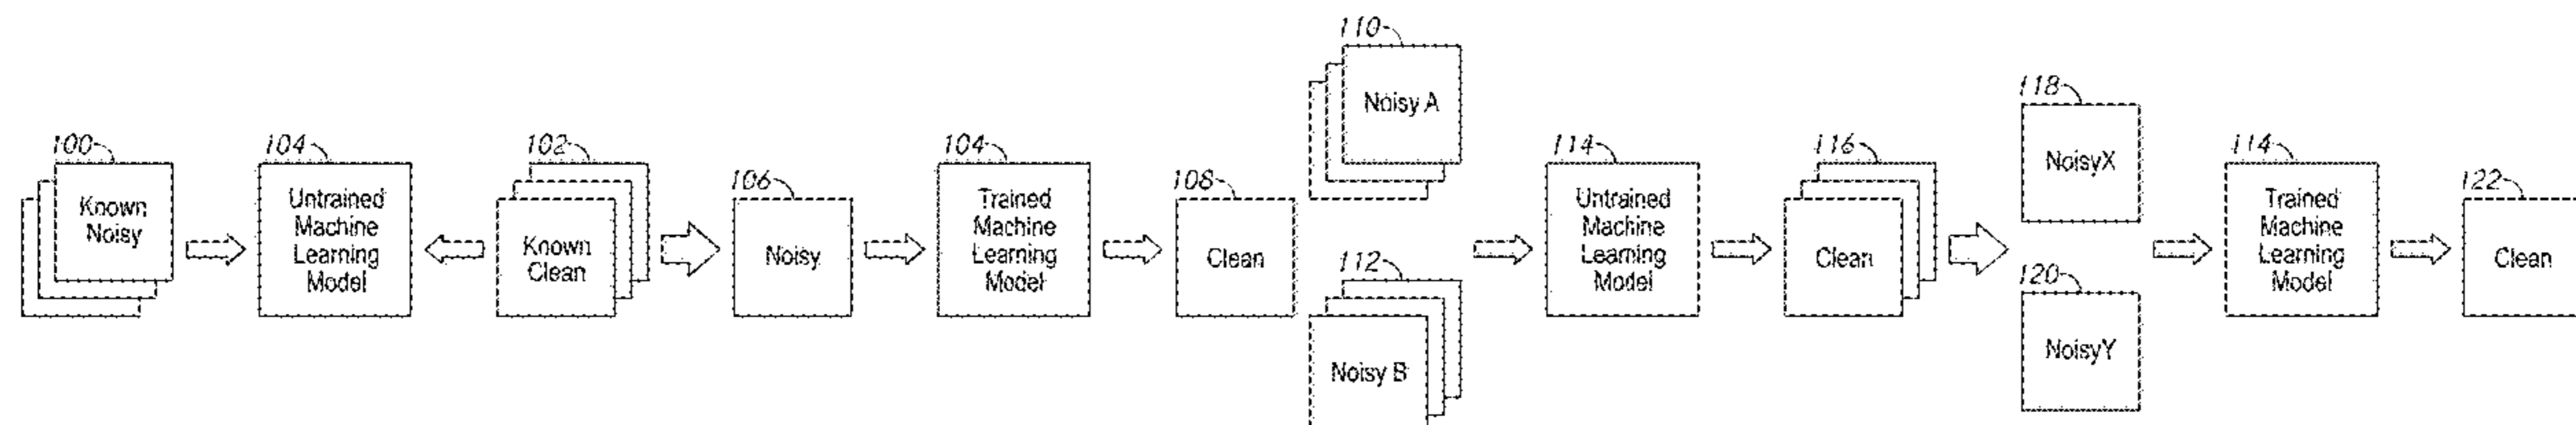 100
Known
Noisy
104
Untrained
Machine
Learning
Model
102
Known
Clean
106
Noisy
104
Trained
Machine
Learning
Model
108
Clean
110
Noisy A
112
Noisy B
114
Untrained
Machine
Learning
Model
116
Clean
118
NoisyX
120
NoisyY
114
Trained
Machine
Learning
Model
122
Clean